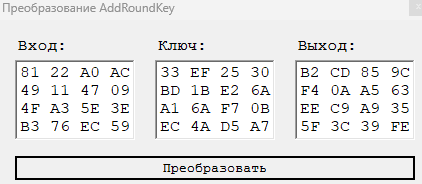 Преобразование AddRoundKey
Вход: Ключ: Выход:
81 22 A0 AC 33 EF 25 30 B2 CD 85 9C
49 11 47 09 BD 1B E2 6A F4 0A A5 63
4F A3 5E 3E A1 6A F7 0B EE C9 A9 35
B3 76 EC 59 EC 4A D5 A7 5F 3C 39 FE
Преобразовать